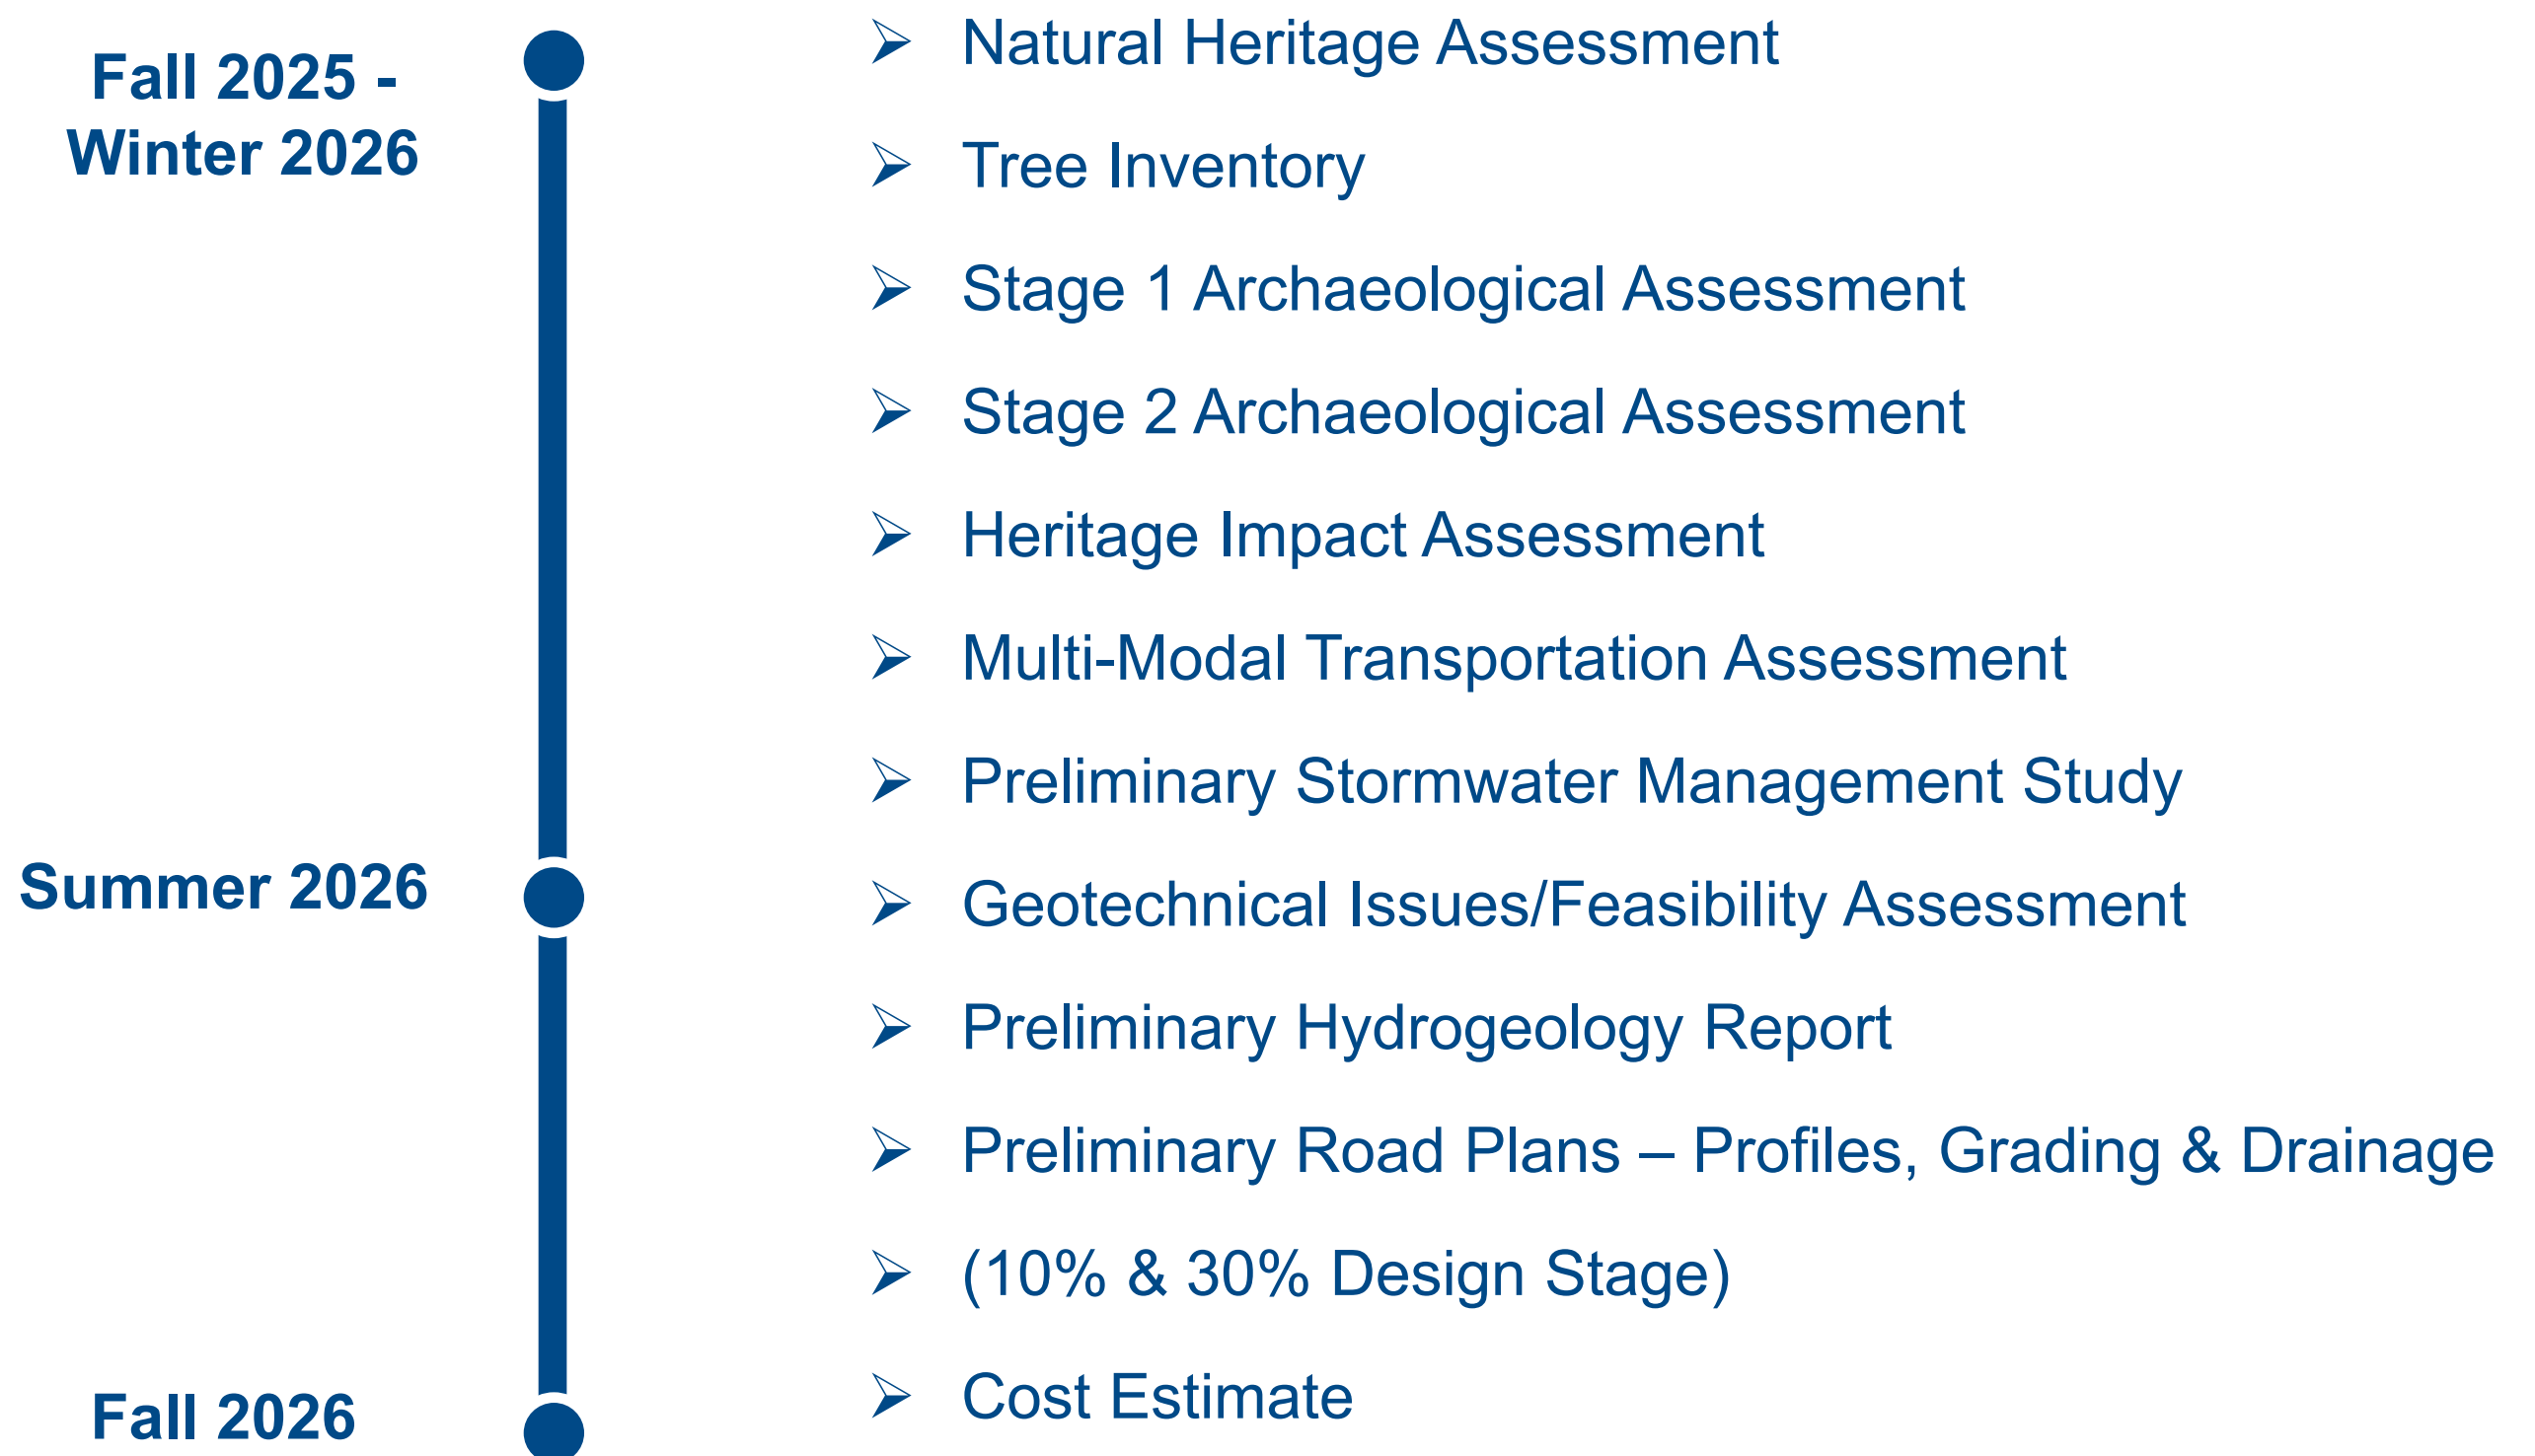 Fall 2025 -
Winter 2026
Natural Heritage Assessment
Tree Inventory
Stage 1 Archaeological Assessment
Stage 2 Archaeological Assessment
Heritage Impact Assessment
Multi-Modal Transportation Assessment
Preliminary Stormwater Management Study
Summer 2026
Geotechnical Issues/Feasibility Assessment
Preliminary Hydrogeology Report
Preliminary Road Plans – Profiles, Grading & Drainage
(10% & 30% Design Stage)
Cost Estimate
Fall 2026